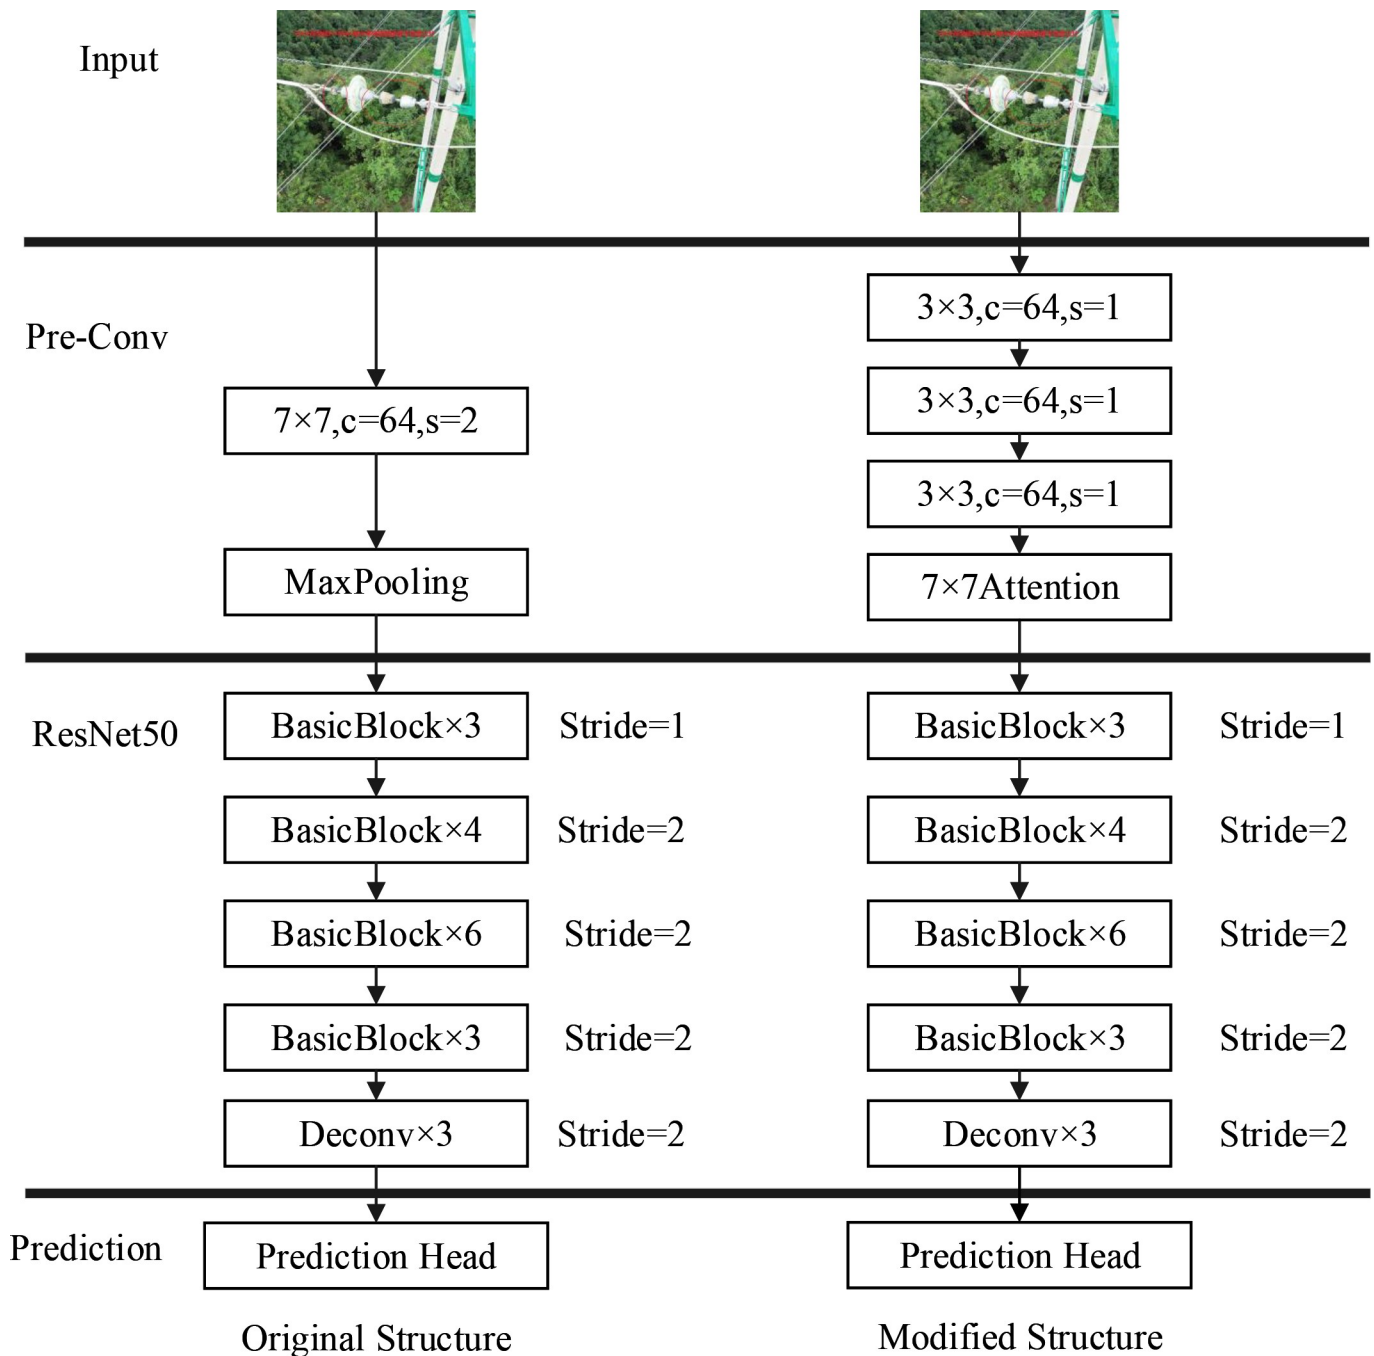 Input
Pre-Conv
7×7,c=64,s=2
MaxPooling
3×3,c=64,s=1
3×3,c=64,s=1
3×3,c=64,s=1
7×7Attention
ResNet50
BasicBlock×3 Stride=1
BasicBlock×4 Stride=2
BasicBlock×6 Stride=2
BasicBlock×3 Stride=2
Deconv×3 Stride=2
BasicBlock×3 Stride=1
BasicBlock×4 Stride=2
BasicBlock×6 Stride=2
BasicBlock×3 Stride=2
Deconv×3 Stride=2
Prediction
Prediction Head
Prediction Head
Original Structure
Modified Structure